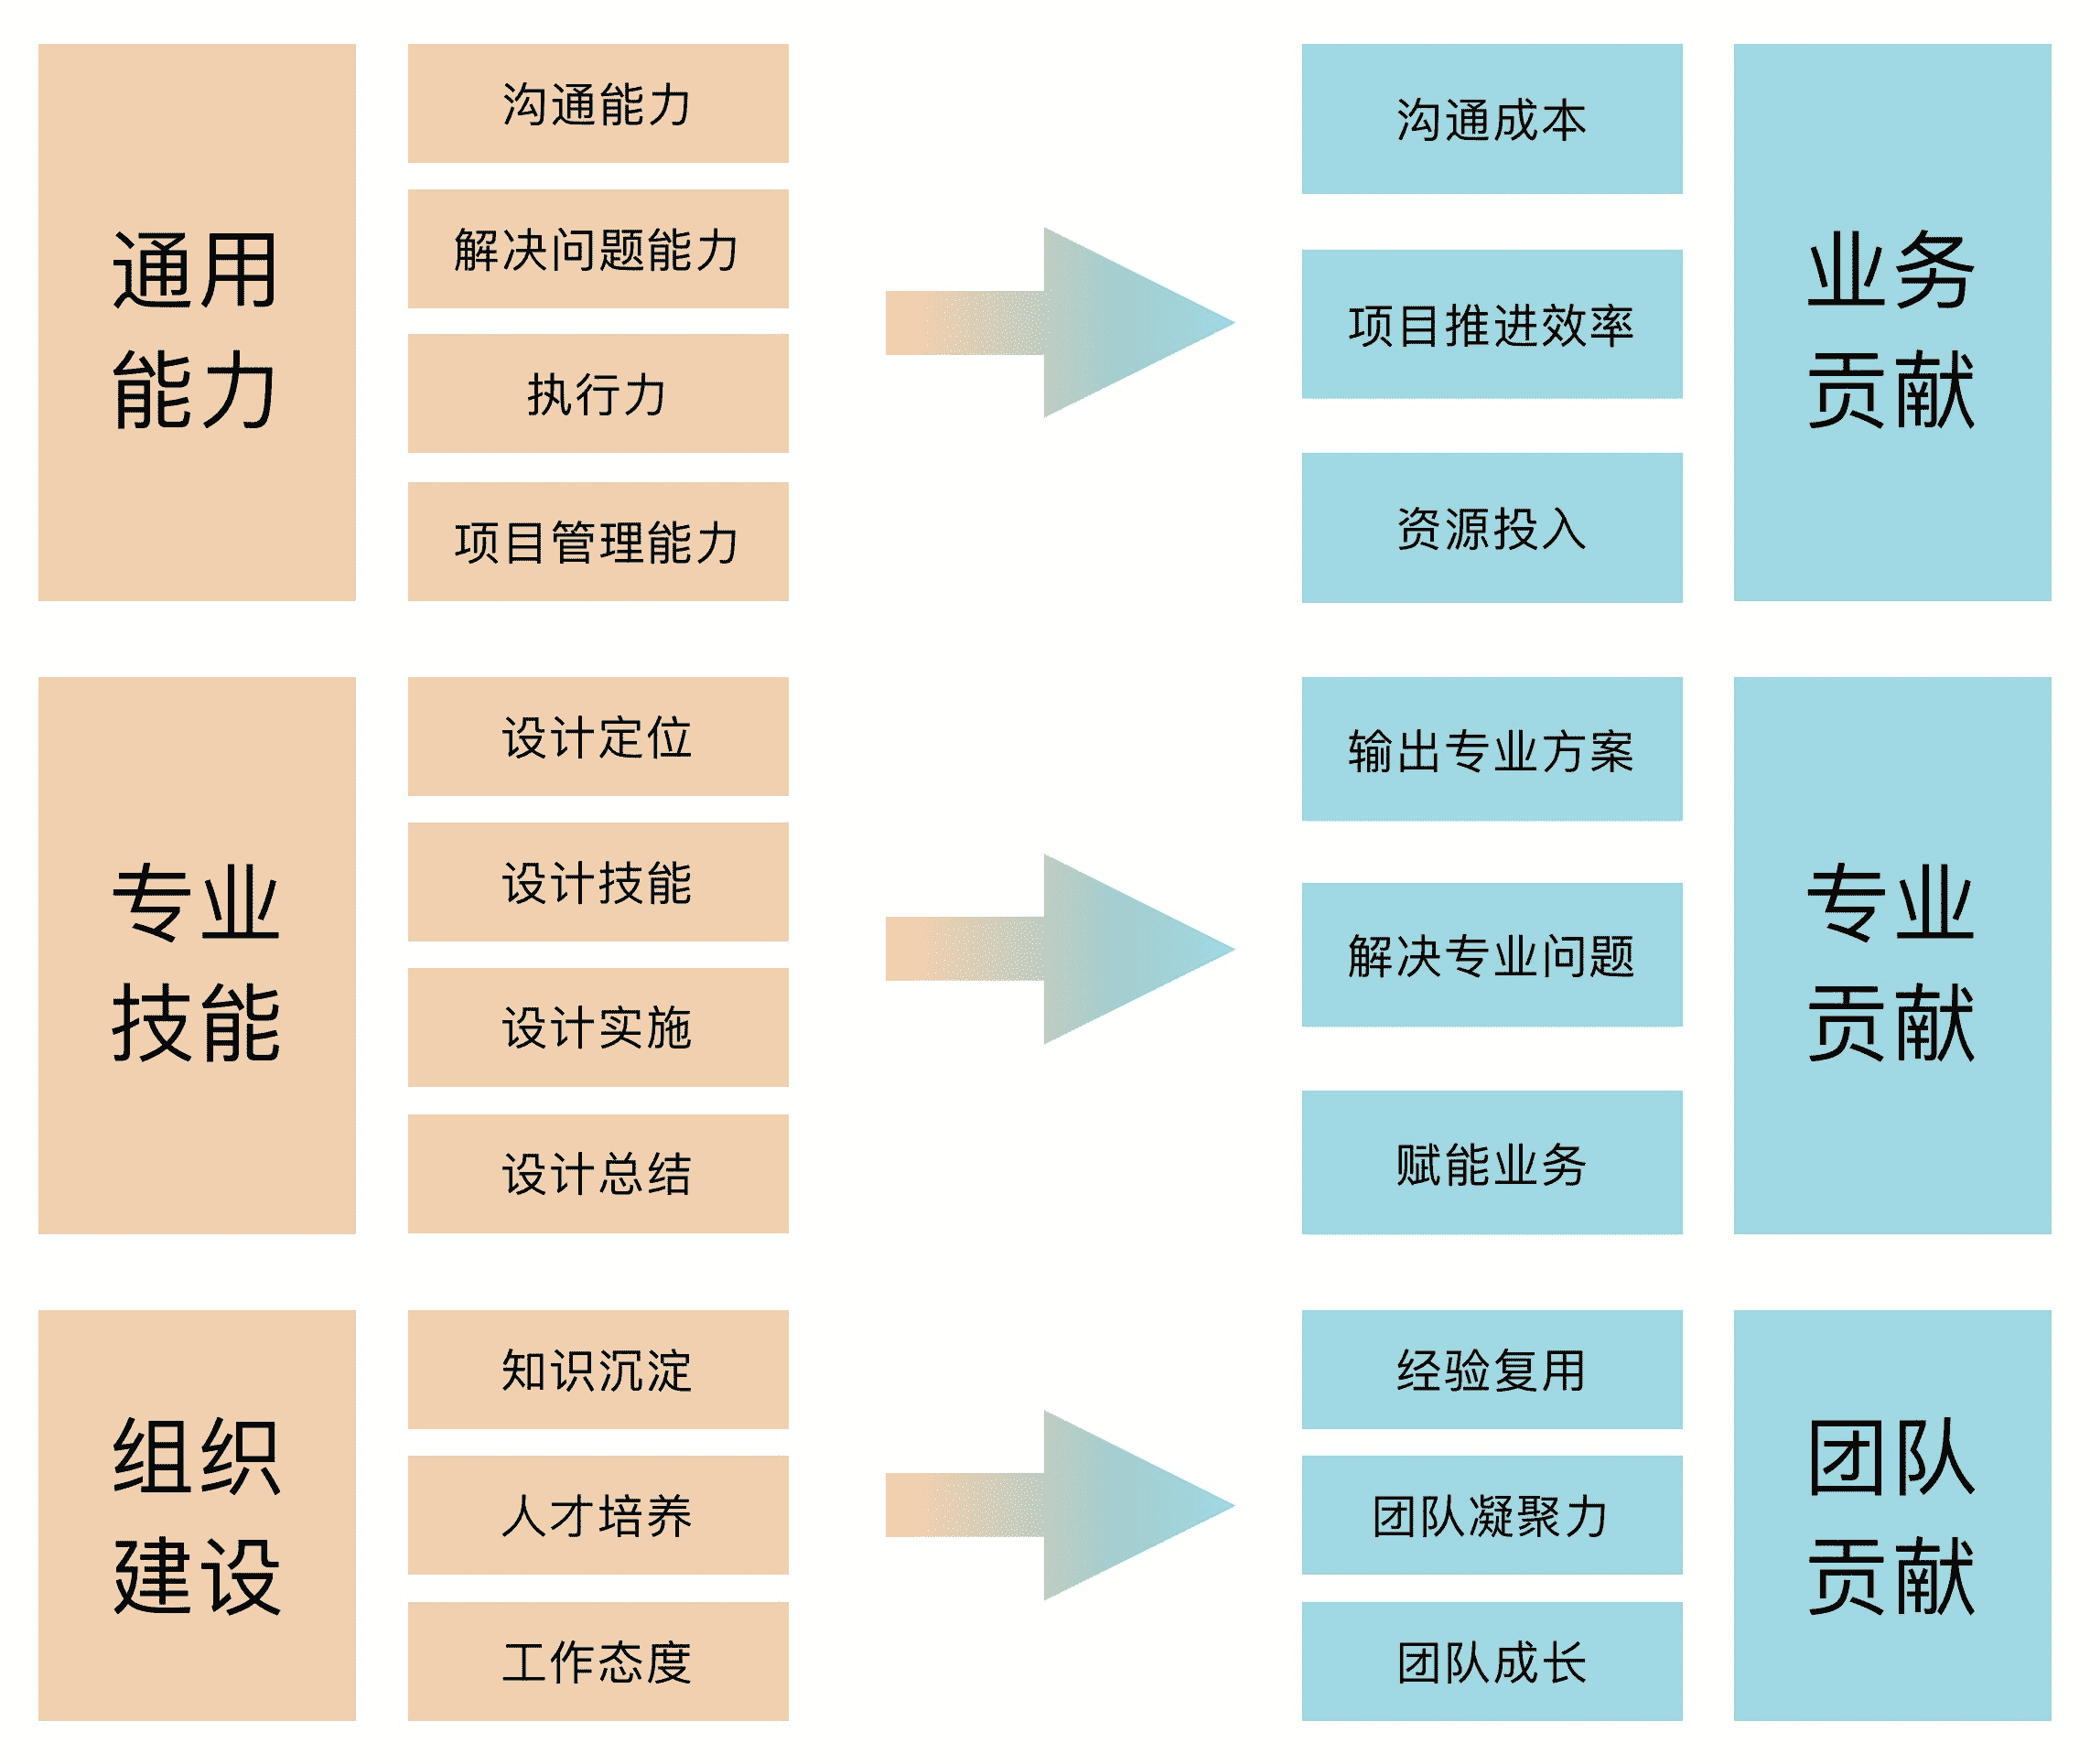 通用
能力
沟通能力
解决问题能力
执行力
项目管理能力
沟通成本
项目推进效率
资源投入
业务
贡献
专业
技能
设计定位
设计技能
设计实施
设计总结
输出专业方案
解决专业问题
赋能业务
专业
贡献
组织
建设
知识沉淀
人才培养
工作态度
经验复用
团队凝聚力
团队成长
团队
贡献